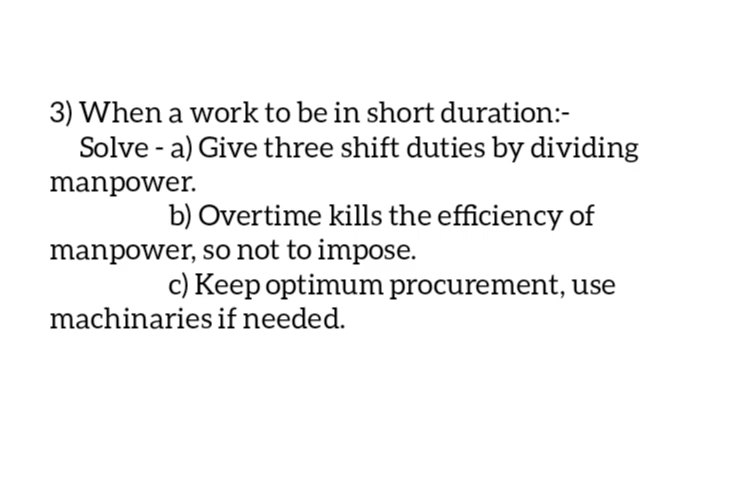 3) When a work to be in short duration:-
Solve - a) Give three shift duties by dividing
manpower.
b) Overtime kills the efficiency of
manpower, so not to impose.
c) Keep optimum procurement, use
machinaries if needed.